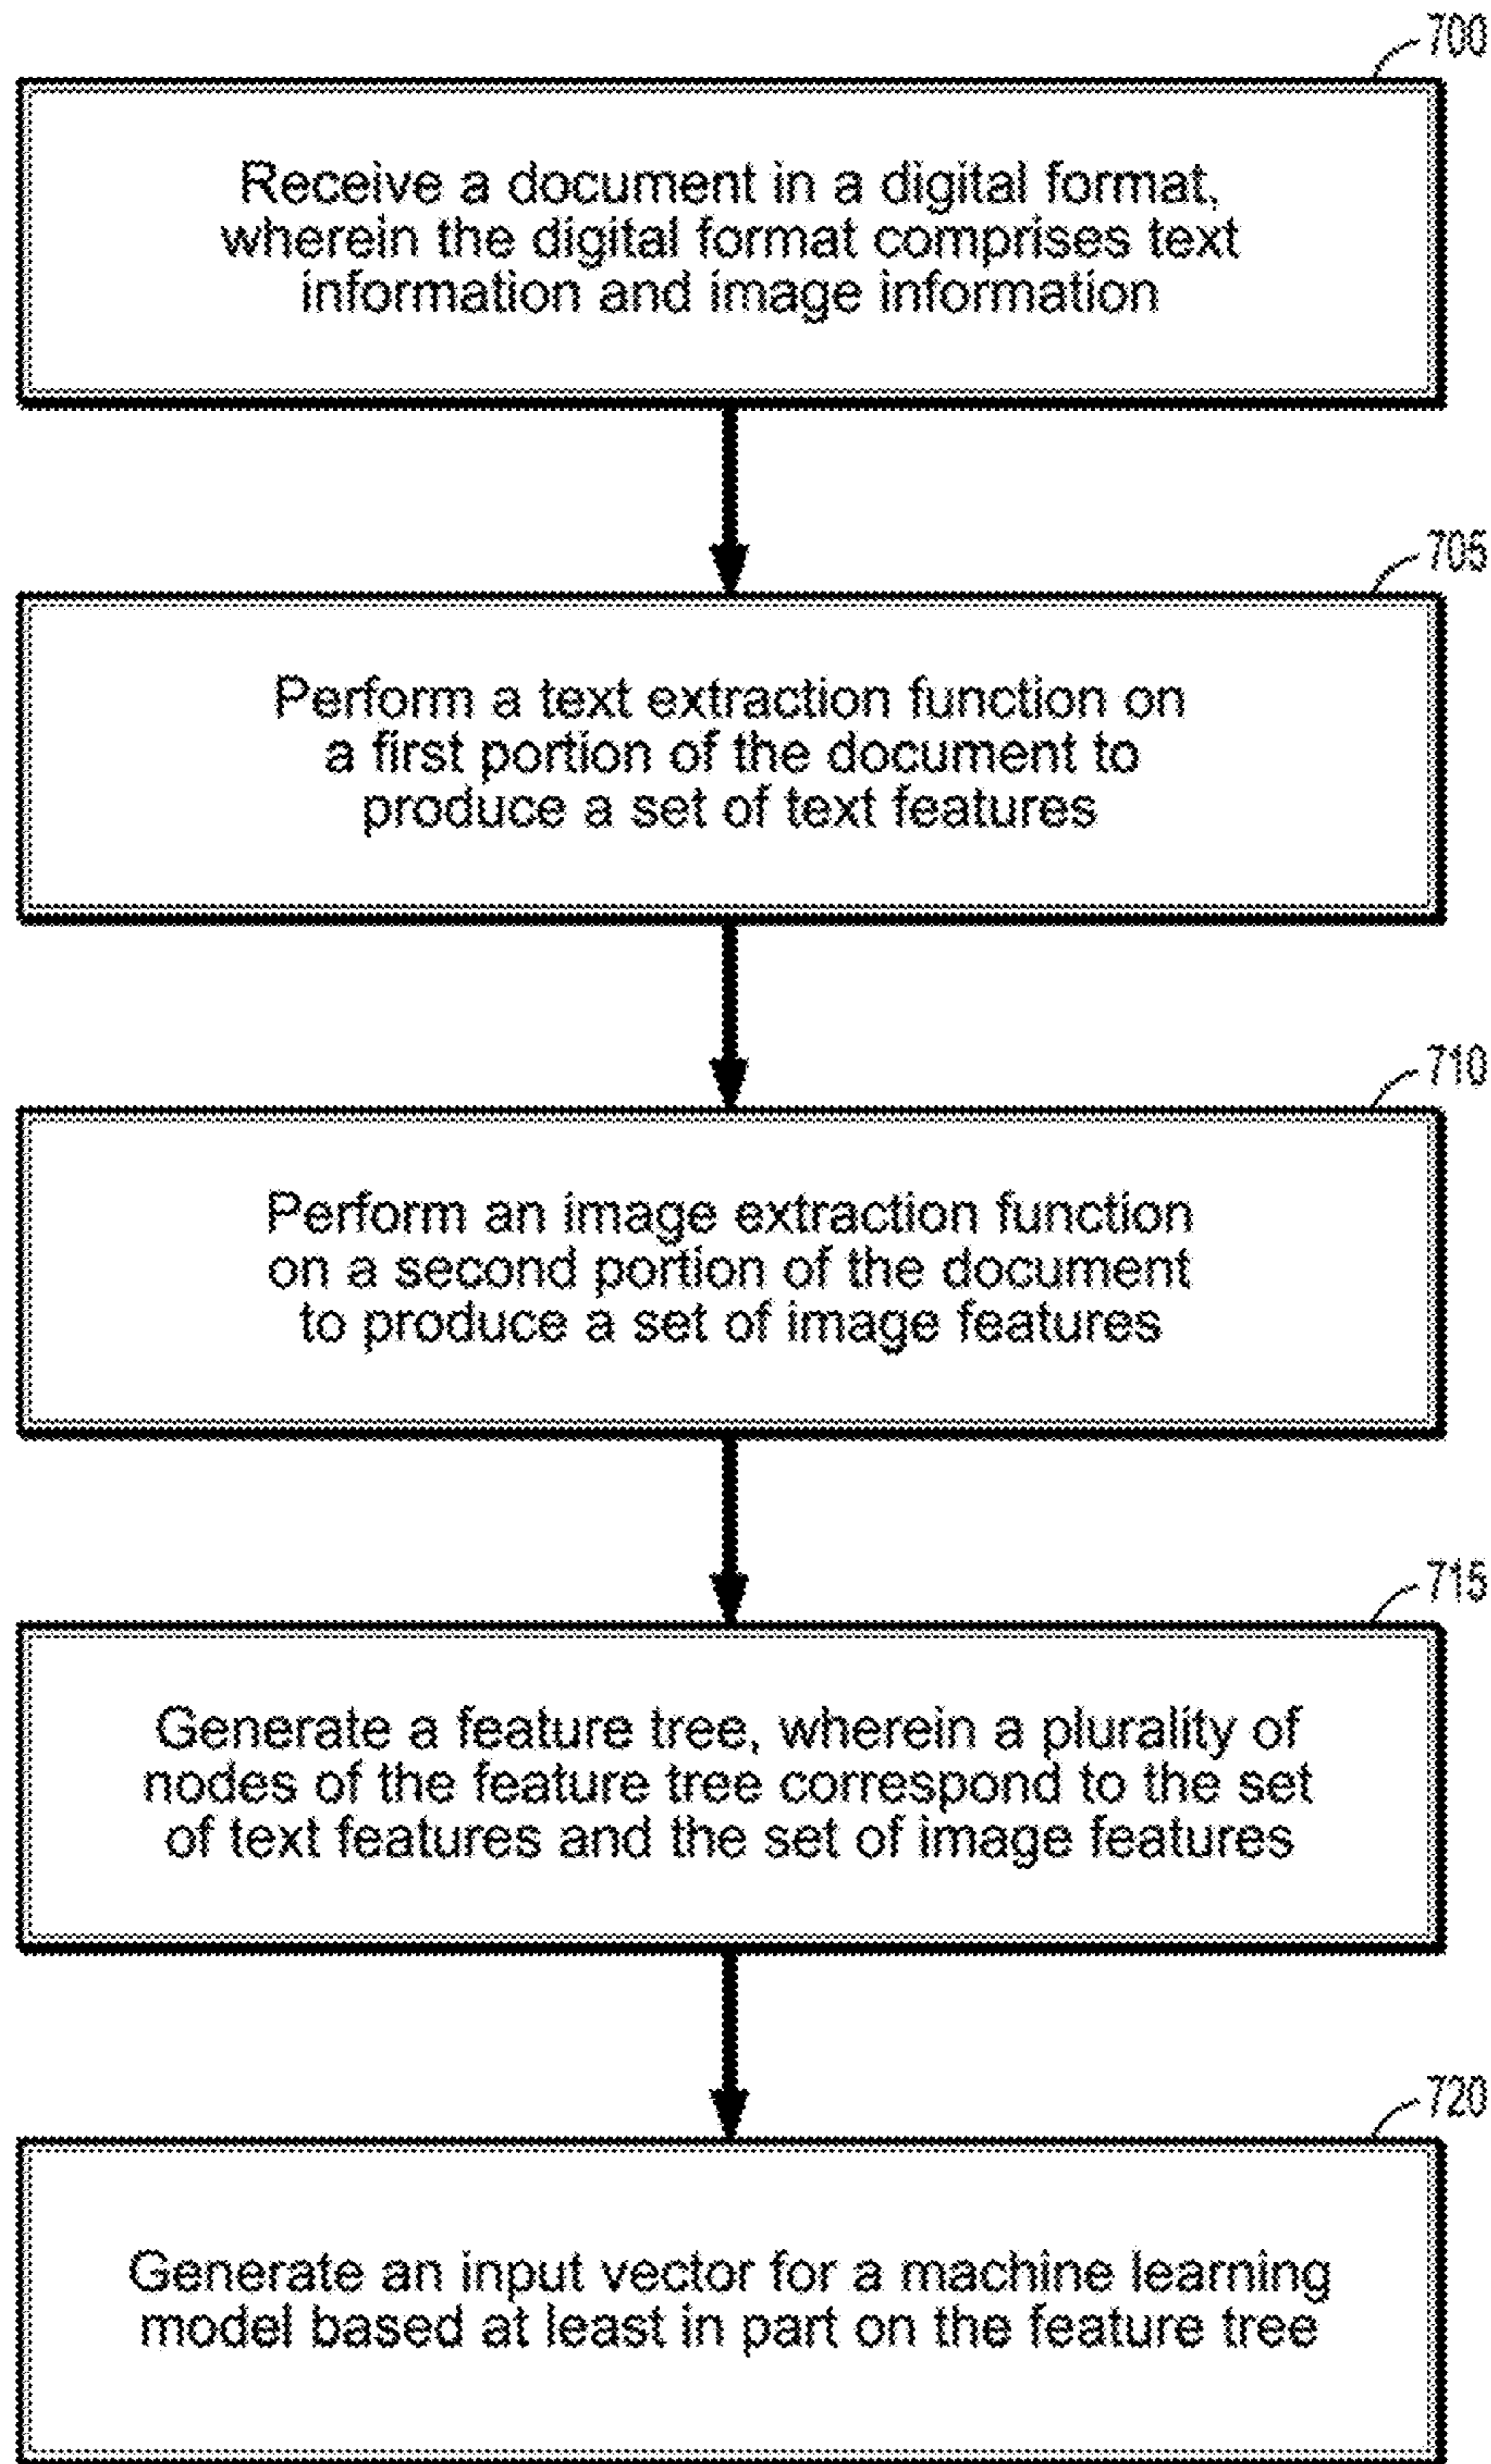 700
Receive a document in a digital format,
wherein the digital format comprises text
information and image information
705
Perform a text extraction function on
a first portion of the document to
produce a set of text features
710
Perform an image extraction function
on a second portion of the document
to produce a set of image features
715
Generate a feature tree, wherein a plurality of
nodes of the feature tree correspond to the set
of text features and the set of image features
720
Generate an input vector for a machine learning
model based at least in part on the feature tree